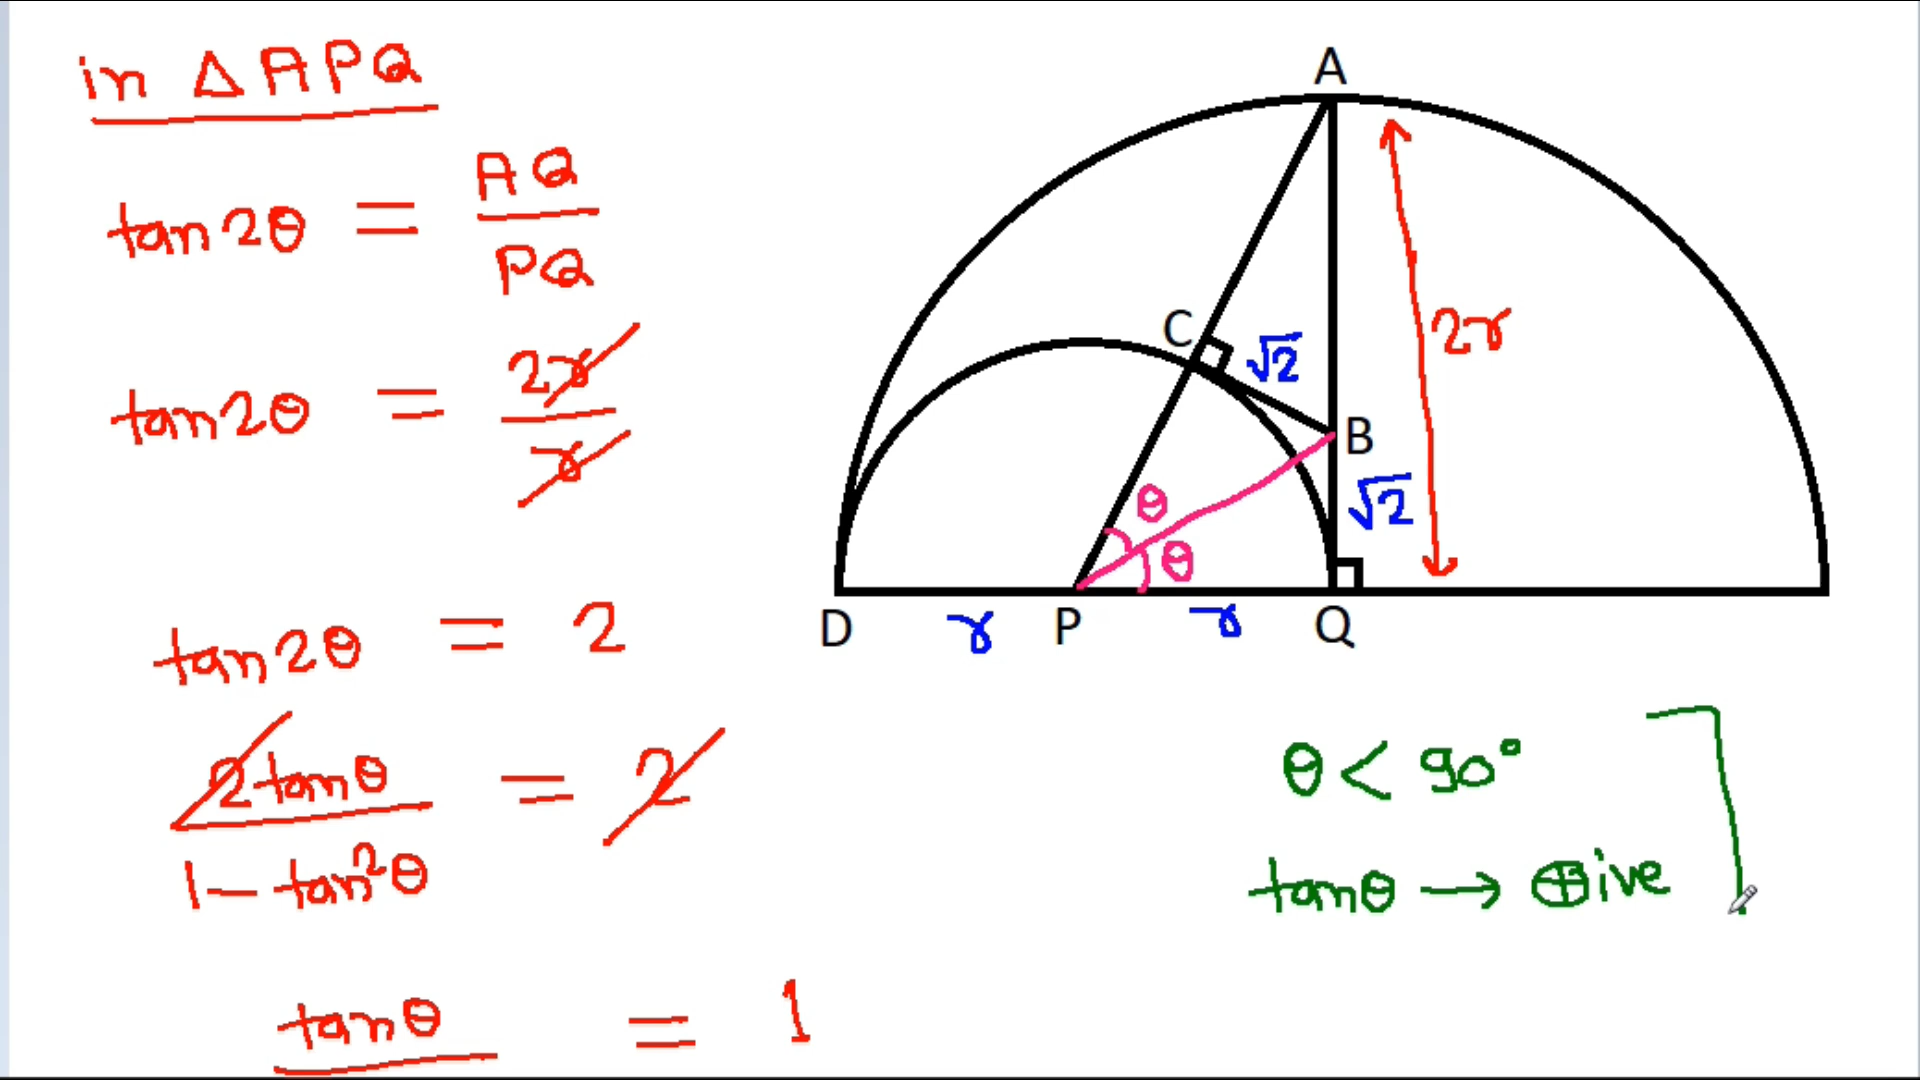 in △APQ
tan2θ = AQ/PQ
tan2θ = 2r/r
tan2θ = 2
2tanθ/1-tan²θ = 2
tanθ = 1
A
C
√2
2r
B
√2
θ
θ
D r P r Q
θ < 90°
tanθ → ⊕ive